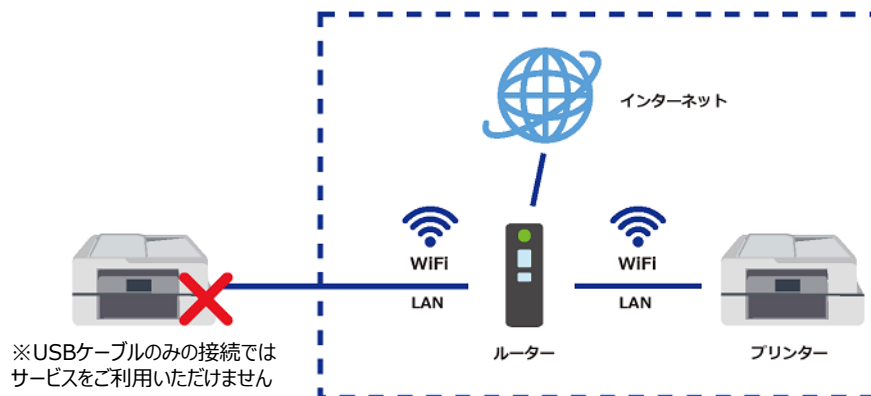 インターネット
WiFi
WiFi
LAN
LAN
ルーター
プリンター
※USBケーブルのみの接続では
サービスをご利用いただけません